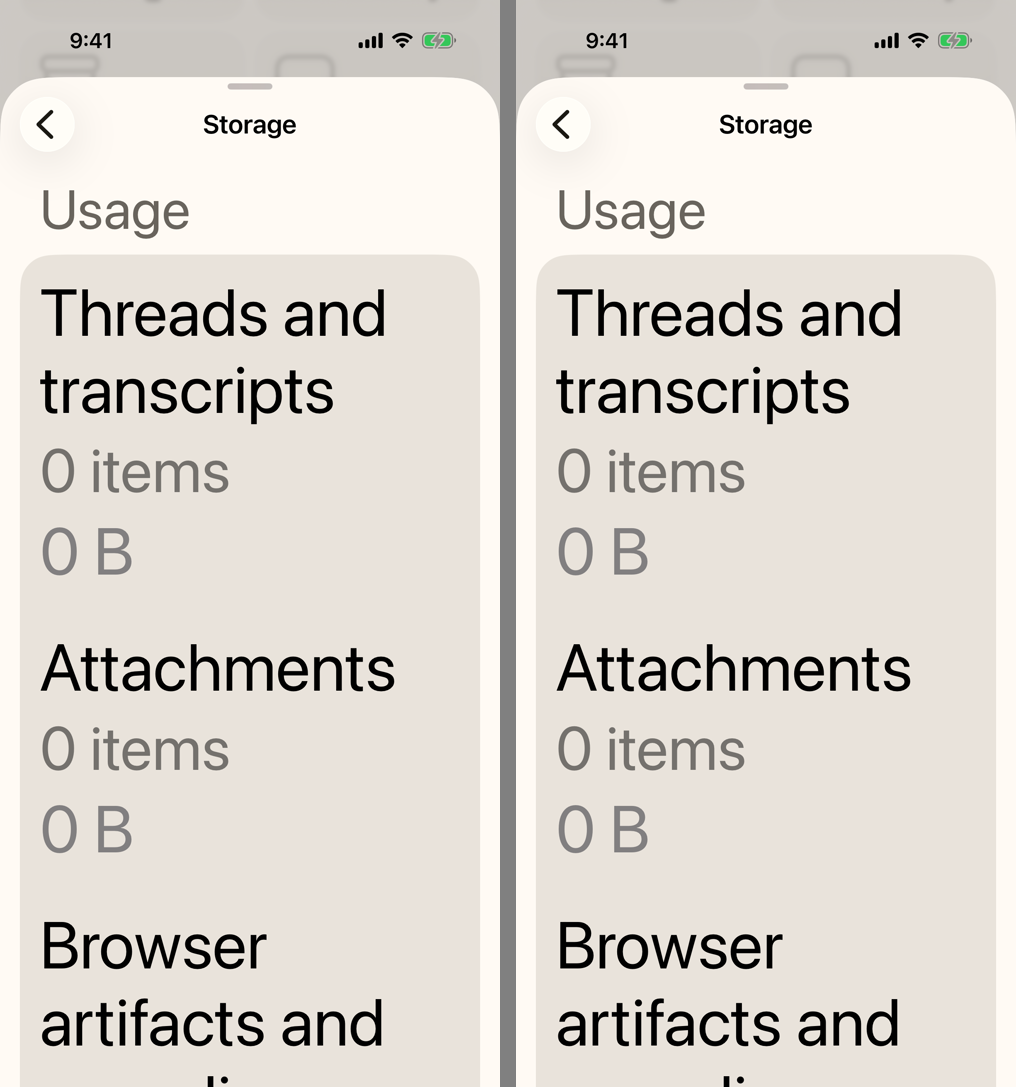 9:41
Storage
Usage
Threads and
transcripts
0 items
0 B
Attachments
0 items
0 B
Browser
artifacts and
9:41
Storage
Usage
Threads and
transcripts
0 items
0 B
Attachments
0 items
0 B
Browser
artifacts and